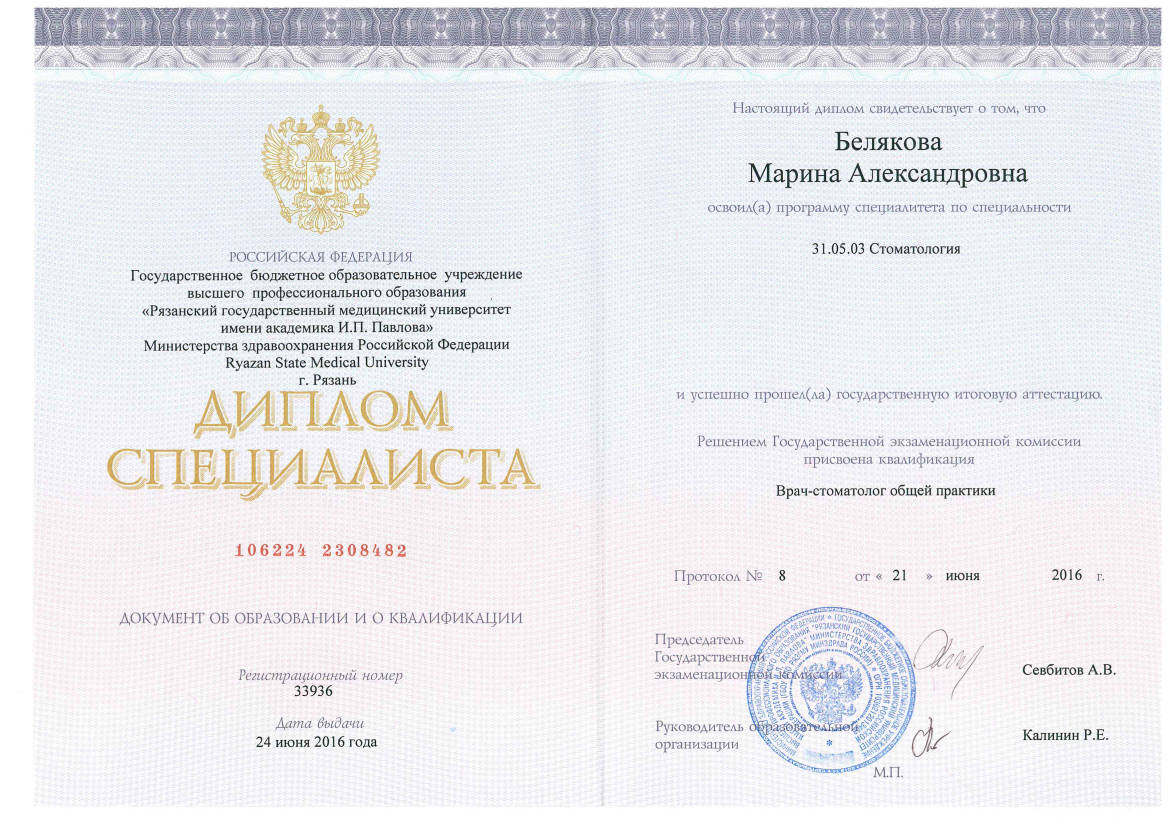 РОССИЙСКАЯ ФЕДЕРАЦИЯ
Государственное бюджетное образовательное учреждение
высшего профессионального образования
«Рязанский государственный медицинский университет
имени академика И.П. Павлова»
Министерства здравоохранения Российской Федерации
Ryazan State Medical University
г. Рязань
ДИПЛОМ
СПЕЦИАЛИСТА
106224 2308482
ДОКУМЕНТ ОБ ОБРАЗОВАНИИ И О КВАЛИФИКАЦИИ
Регистрационный номер
33936
Дата выдачи
24 июня 2016 года
Настоящий диплом свидетельствует о том, что
Белякова
Марина Александровна
освоил(а) программу специалитета по специальности
31.05.03 Стоматология
и успешно прошел(ла) государственную итоговую аттестацию.
Решением Государственной экзаменационной комиссии
присвоена квалификация
Врач-стоматолог общей практики
Протокол № 8 от « 21 » июня 2016 г.
Председатель
Государственной
экзаменационной комиссии
Севбитов А.В.
Руководитель образовательной
организации
Калинин Р.Е.
М.П.